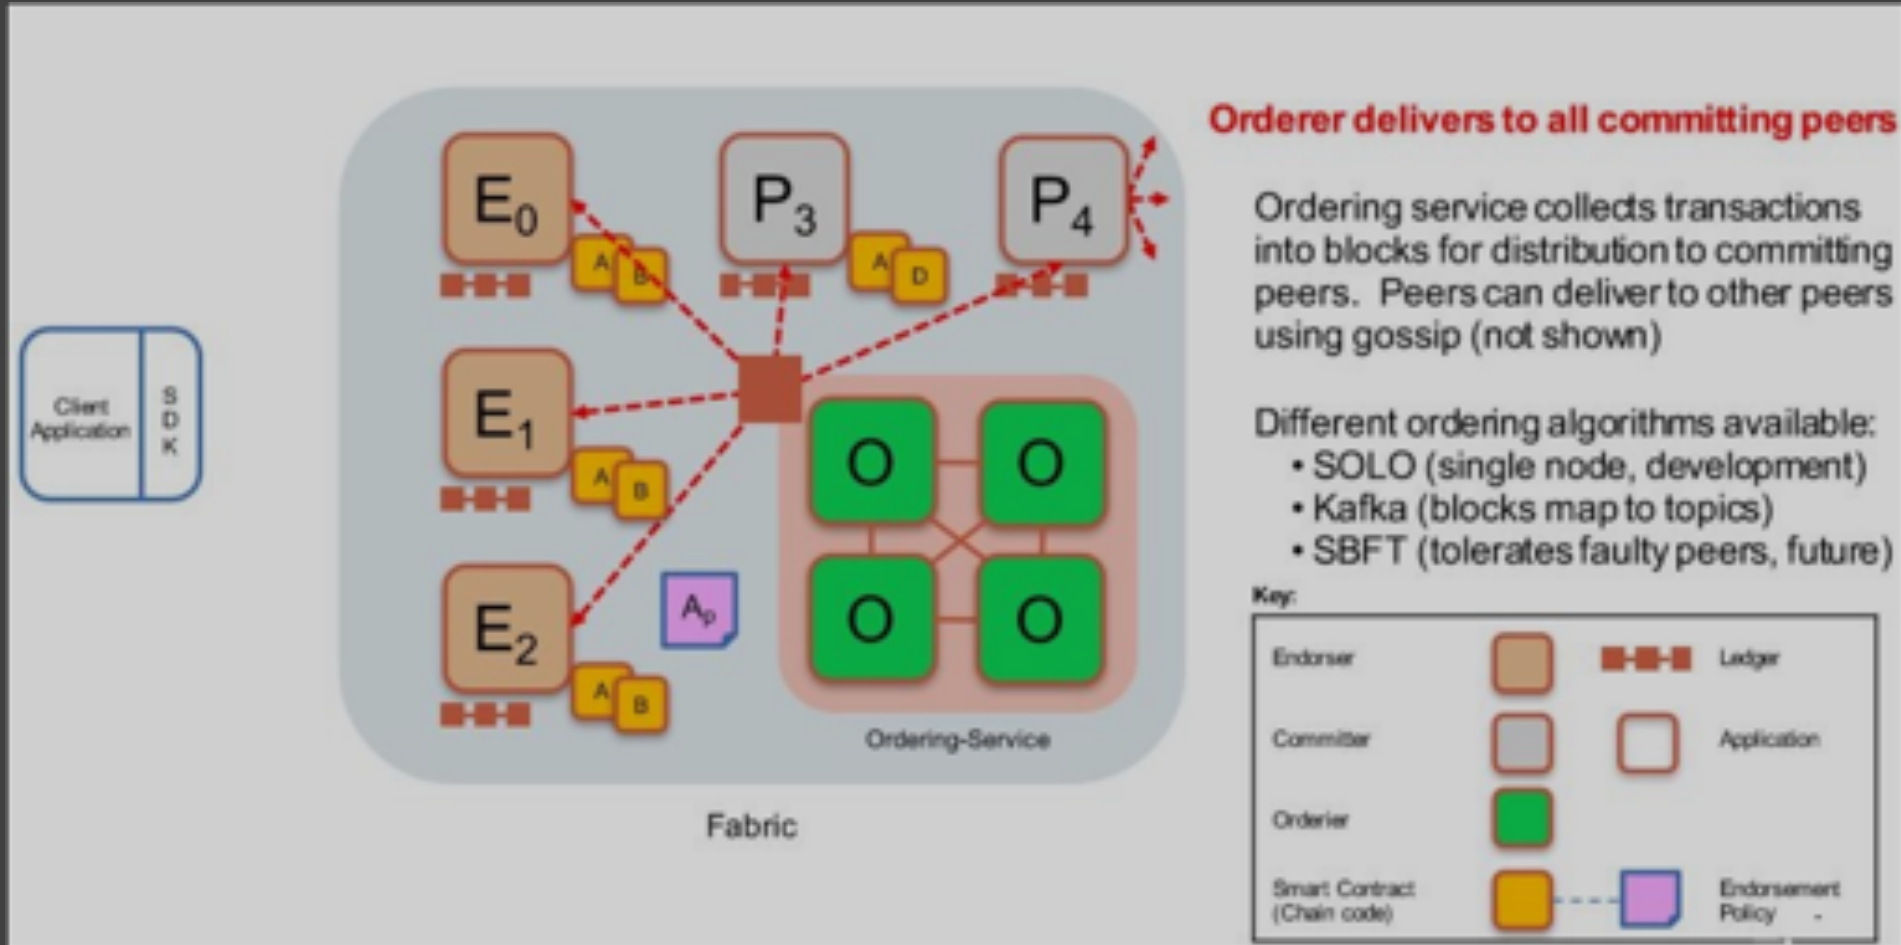 Orderer delivers to all committing peers
E0
P3
P4
A
B
A
D
Ordering service collects transactions
into blocks for distribution to committing
peers. Peers can deliver to other peers
using gossip (not shown)
Client
Application
SDK
E1
A
B
O
O
Different ordering algorithms available:
• SOLO (single node, development)
• Kafka (blocks map to topics)
• SBFT (tolerates faulty peers, future)
E2
A
B
Ap
O
O
Ordering-Service
Fabric
Key:
Endorser
Ledger
Committer
Application
Orderier
Smart Contract
(Chain code)
Endorsement
Policy